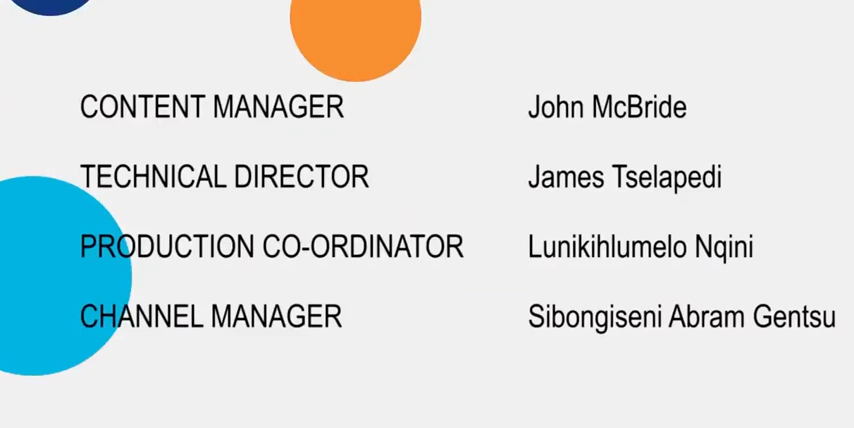 CONTENT MANAGER John McBride
TECHNICAL DIRECTOR James Tselapedi
PRODUCTION CO-ORDINATOR Lunikihlumelo Nqini
CHANNEL MANAGER Sibongiseni Abram Gentsu